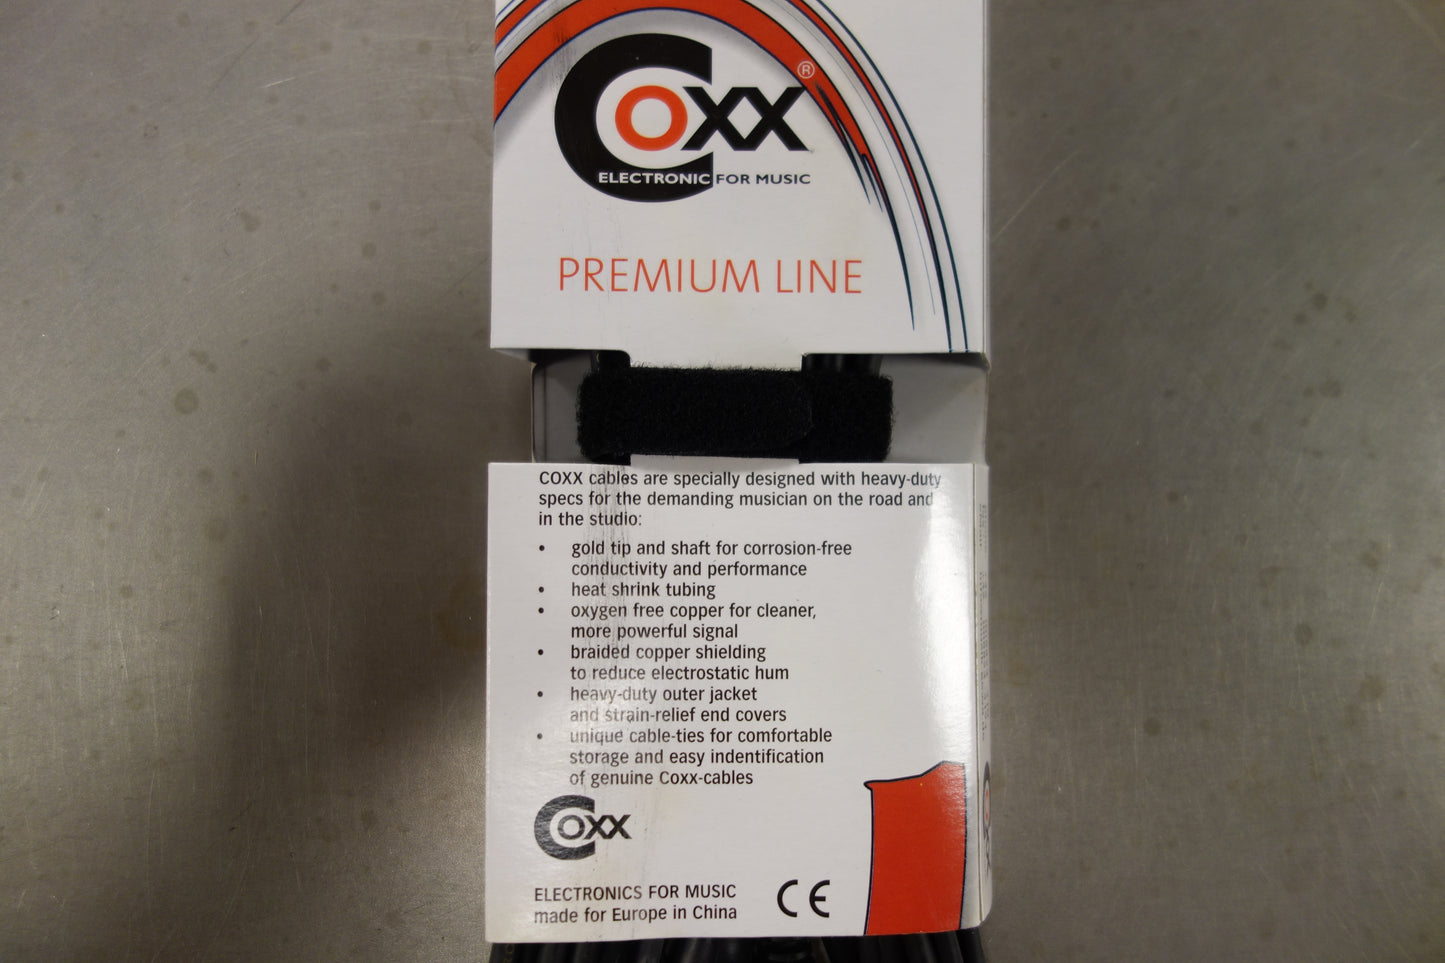 COXX ®
ELECTRONIC FOR MUSIC
PREMIUM LINE
COXX cables are specially designed with heavy-duty
specs for the demanding musician on the road and
in the studio:
• gold tip and shaft for corrosion-free
conductivity and performance
• heat shrink tubing
• oxygen free copper for cleaner,
more powerful signal
• braided copper shielding
to reduce electrostatic hum
• heavy-duty outer jacket
and strain-relief end covers
• unique cable-ties for comfortable
storage and easy indentification
of genuine Coxx-cables
COXX
ELECTRONICS FOR MUSIC
made for Europe in China
CE